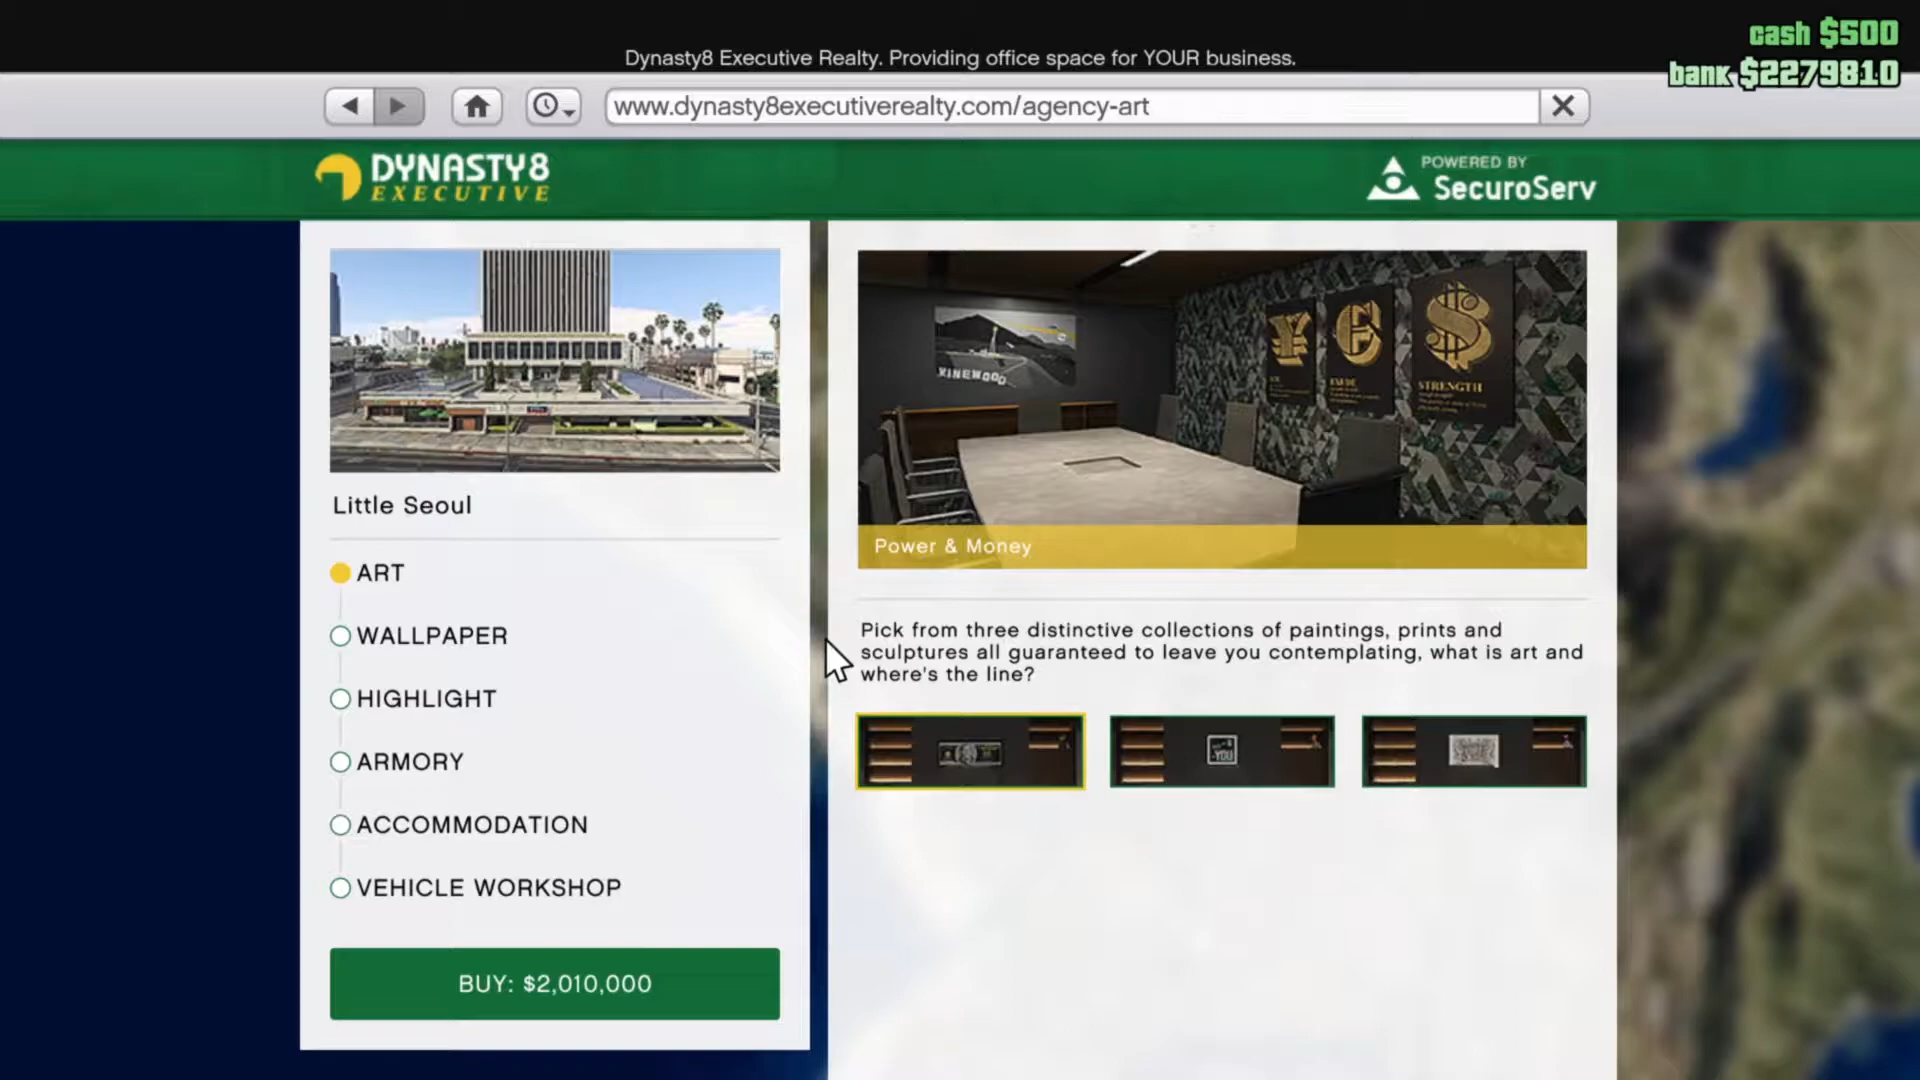 cash $500
bank $2279810
Dynasty8 Executive Realty. Providing office space for YOUR business.
www.dynasty8executiverealty.com/agency-art
DYNASTY8
EXECUTIVE
POWERED BY
SecuroServ
Little Seoul
ART
WALLPAPER
HIGHLIGHT
ARMORY
ACCOMMODATION
VEHICLE WORKSHOP
BUY: $2,010,000
VINEWOOD
STRENGTH
Power & Money
Pick from three distinctive collections of paintings, prints and
sculptures all guaranteed to leave you contemplating, what is art and
where's the line?
YOU